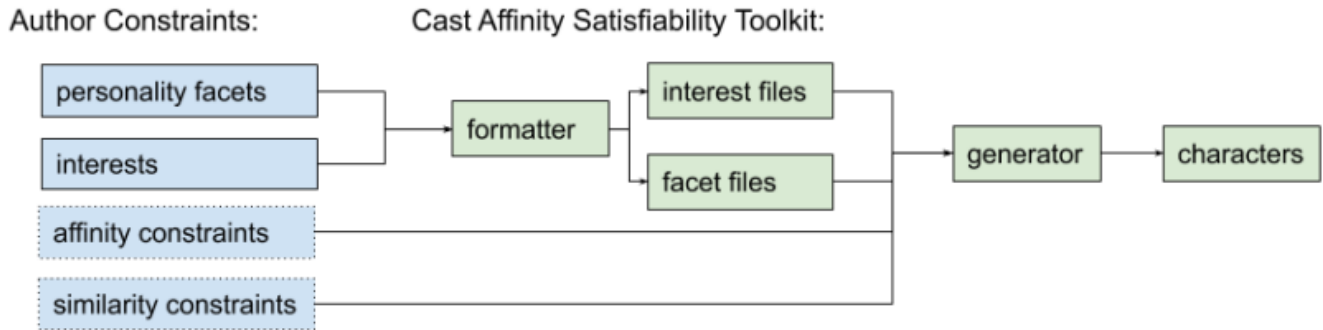 Author Constraints:
Cast Affinity Satisfiability Toolkit:
personality facets
interests
affinity constraints
similarity constraints
formatter
interest files
facet files
generator
characters